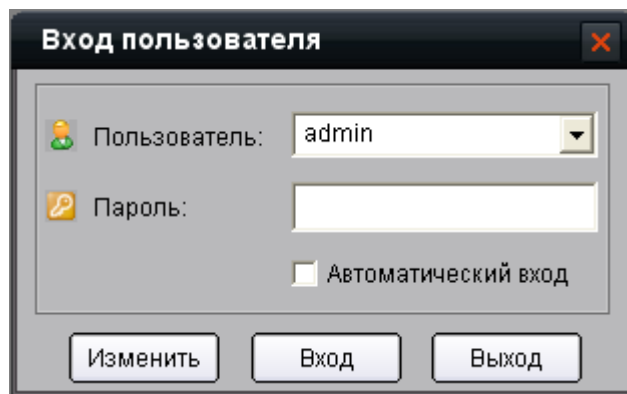 Вход пользователя
Пользователь: admin
Пароль:
Автоматический вход
Изменить Вход Выход